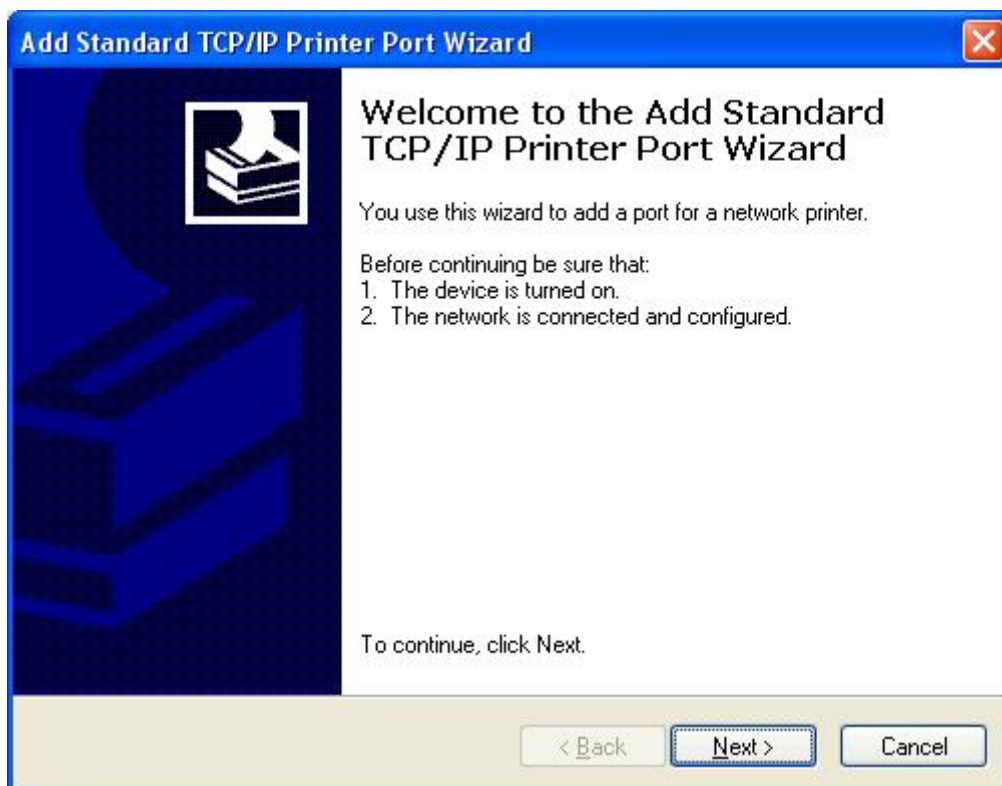 Add Standard TCP/IP Printer Port Wizard
Welcome to the Add Standard
TCP/IP Printer Port Wizard
You use this wizard to add a port for a network printer.
Before continuing be sure that:
1. The device is turned on.
2. The network is connected and configured.
To continue, click Next.
< Back Next > Cancel